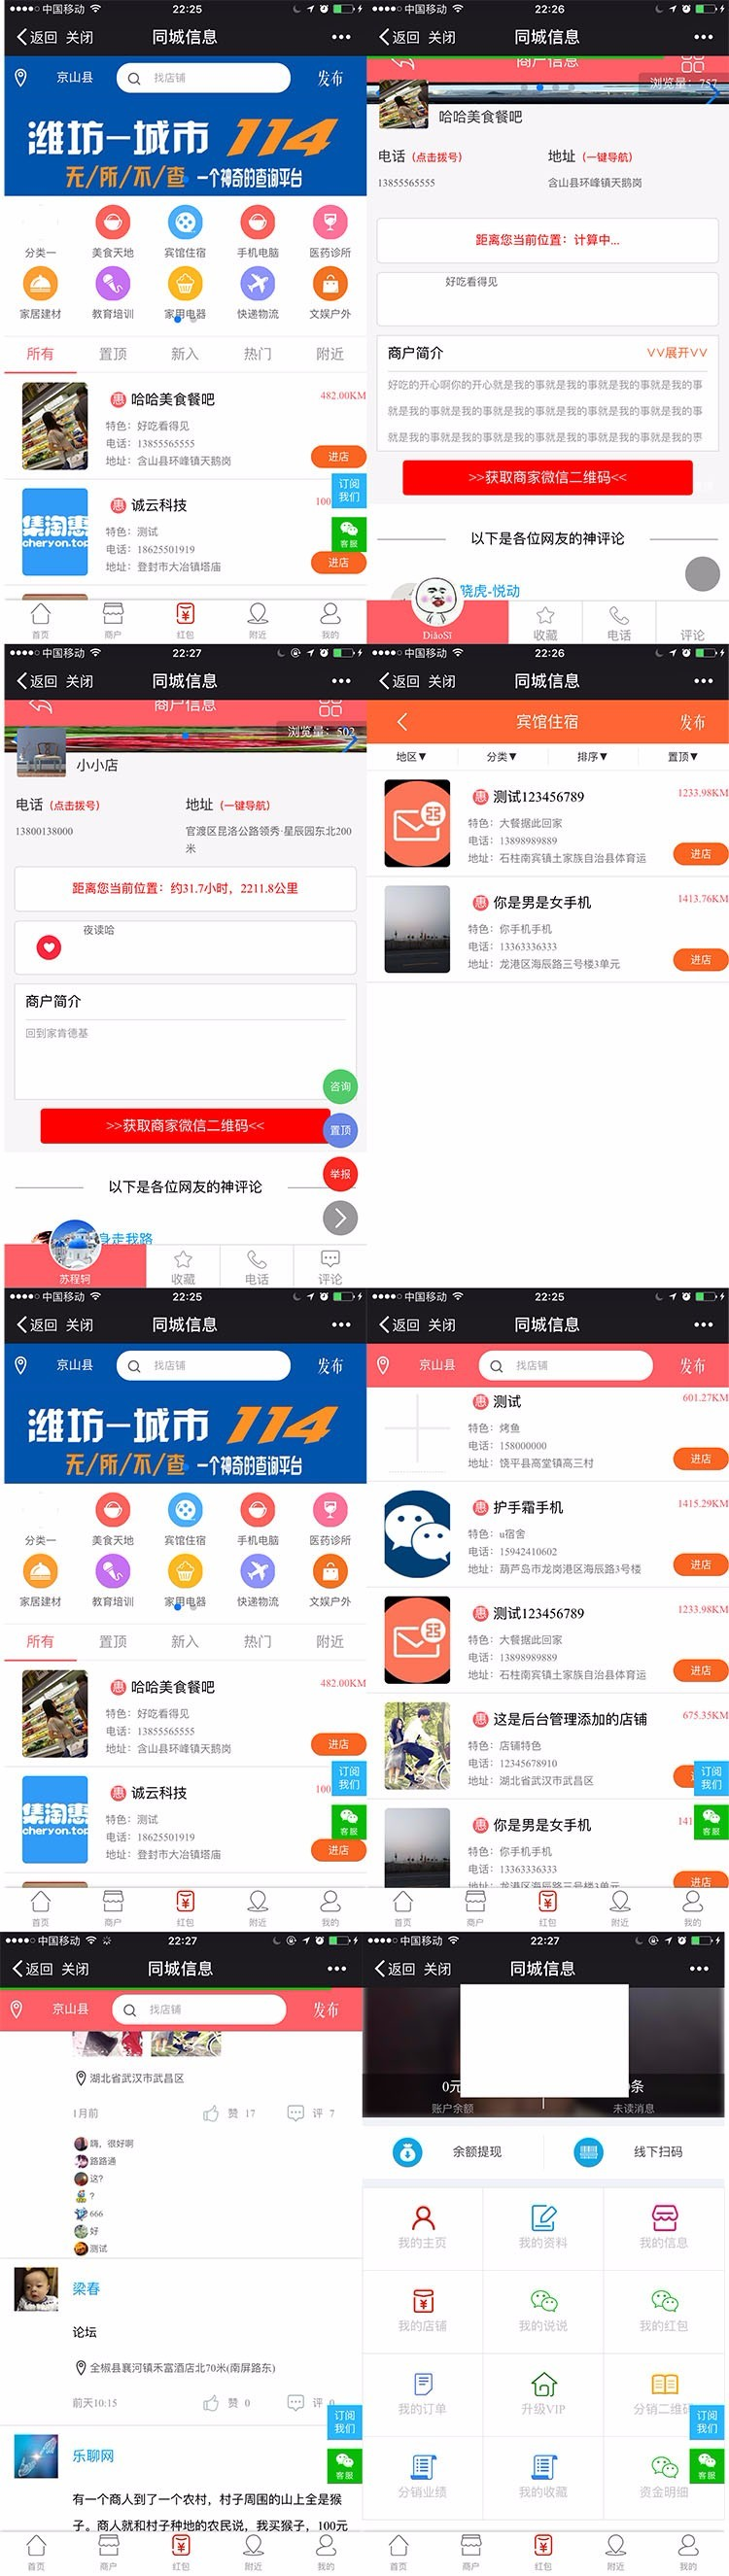 中国移动 22:25
返回 关闭 同城信息
京山县 找店铺 发布
潍坊一城市 114
无/所/不/查 一个神奇的查询平台
分类一 美食天地 宾馆住宿 手机电脑 医药诊所
家居建材 教育培训 家用电器 快递物流 文娱户外
所有 置顶 新入 热门 附近
惠 哈哈美食餐吧 482.00KM
特色：好吃看得见
电话：13855565555
地址：含山县环峰镇天鹅岗 进店
订阅
我们
集淘惠
cheryon.top
惠 诚云科技 100
特色：测试
电话：18625501919 客服
地址：登封市大冶镇塔庙 进店
首页 商户 红包 附近 我的
中国移动 22:26
返回 关闭 同城信息
商户信息
浏览量：757
哈哈美食餐吧
电话（点击拨号） 地址（一键导航）
13855565555 含山县环峰镇天鹅岗
距离您当前位置：计算中...
好吃看得见
商户简介 VV展开VV
好吃的开心啊你的开心就是我的事就是我的事就是我的事就是我的事
就是我的事就是我的事就是我的事就是我的事就是我的事就是我的事
就是我的事就是我的事就是我的事就是我的事就是我的事就是我的事
>>获取商家微信二维码<<
以下是各位网友的神评论
晓虎-悦动
DiǎoSī 收藏 电话 评论
中国移动 22:27
返回 关闭 同城信息
商户信息
浏览量：502
小小店
电话（点击拨号） 地址（一键导航）
13800138000 官渡区昆洛公路领秀·星辰园东北200
米
距离您当前位置：约31.7小时，2211.8公里
夜读哈
商户简介
回到家肯德基
咨询
>>获取商家微信二维码<< 置顶
举报
以下是各位网友的神评论
身走我路
苏程轲 收藏 电话 评论
中国移动 22:26
返回 关闭 同城信息
宾馆住宿 发布
地区▼ 分类▼ 排序▼ 置顶▼
惠 测试123456789 1233.98KM
特色：大餐据此回家
电话：13898989889
地址：石柱南宾镇土家族自治县体育运 进店
惠 你是男是女手机 1413.76KM
特色：你手机手机
电话：13363336333
地址：龙港区海辰路三号楼3单元 进店
中国移动 22:25
返回 关闭 同城信息
京山县 找店铺 发布
潍坊一城市 114
无/所/不/查 一个神奇的查询平台
分类一 美食天地 宾馆住宿 手机电脑 医药诊所
家居建材 教育培训 家用电器 快递物流 文娱户外
所有 置顶 新入 热门 附近
惠 哈哈美食餐吧 482.00KM
特色：好吃看得见
电话：13855565555
地址：含山县环峰镇天鹅岗 进店
订阅
我们
集淘惠
cheryon.top
惠 诚云科技 100
特色：测试
电话：18625501919 客服
地址：登封市大冶镇塔庙 进店
首页 商户 红包 附近 我的
中国移动 22:25
返回 关闭 同城信息
京山县 找店铺 发布
惠 测试 601.27KM
特色：烤鱼
电话：158000000
地址：饶平县高堂镇高三村 进店
惠 护手霜手机 1415.29KM
特色：u宿舍
电话：15942410602
地址：葫芦岛市龙岗港区海辰路3号楼 进店
惠 测试123456789 1233.98KM
特色：大餐据此回家
电话：13898989889
地址：石柱南宾镇土家族自治县体育运 进店
惠 这是后台管理添加的店铺 675.35KM
特色：店铺特色
电话：12345678910
地址：湖北省武汉市武昌区
订阅
我们
惠 你是男是女手机 141
特色：你手机手机 客服
电话：13363336333
地址：龙港区海辰路三号楼3单元 进店
首页 商户 红包 附近 我的
中国移动 22:27
返回 关闭 同城信息
京山县 找店铺 发布
湖北省武汉市武昌区
1月前 赞 17 评 7
嗨，很好啊
路路通
这?
?
666
好
测试
梁春
论坛
全椒县襄河镇禾富酒店北70米(南屏路东)
前天10:15 赞 0 评 0
订阅
我们
乐聊网
客服
有一个商人到了一个农村，村子周围的山上全是猴
子。商人就和村子种地的农民说，我买猴子，100元
首页 商户 红包 附近 我的
中国移动 22:27
返回 关闭 同城信息
0元 条
账户余额 未读消息
余额提现 线下扫码
我的主页 我的资料 我的信息
我的店铺 我的说说 我的红包
我的订单 升级VIP 分销二维码
订阅
我们
分销业绩 我的收藏 资金明细
客服
首页 商户 红包 附近 我的